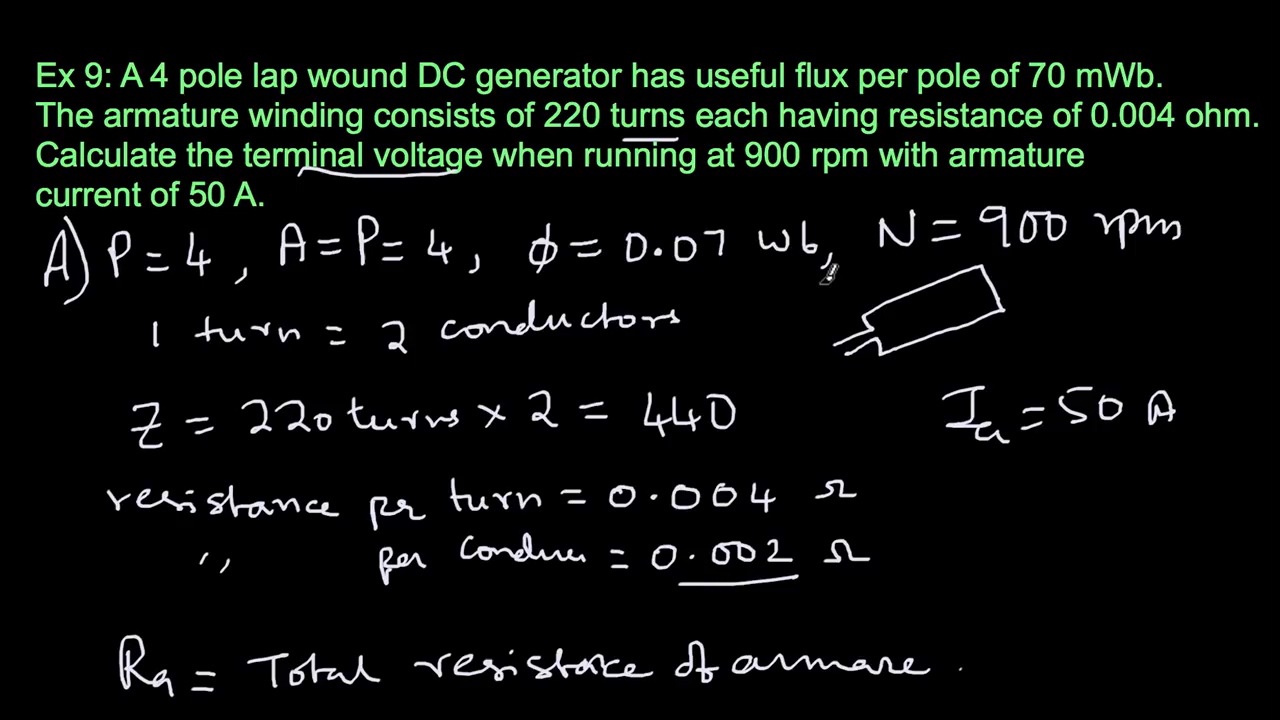 Ex 9: A 4 pole lap wound DC generator has useful flux per pole of 70 mWb.
The armature winding consists of 220 turns each having resistance of 0.004 ohm.
Calculate the terminal voltage when running at 900 rpm with armature
current of 50 A.
A) P = 4, A = P = 4, φ = 0.07 wb, N = 900 rpm
1 turn = 2 conductors
Z = 220 turns × 2 = 440
Ia = 50 A
resistance per turn = 0.004 Ω
,, per conduc = 0.002 Ω
Ra = Total resistance of armare.